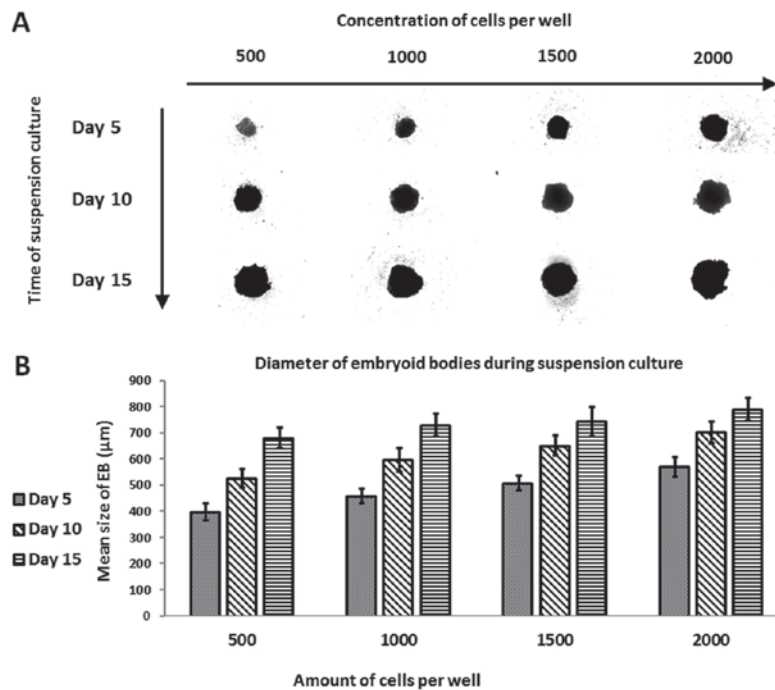 A
Concentration of cells per well
500 1000 1500 2000
Time of suspension culture
Day 5
Day 10
Day 15
B
Diameter of embryoid bodies during suspension culture
Mean size of EB (µm)
900
800
700
600
500
400
300
200
100
0
Day 5
Day 10
Day 15
500 1000 1500 2000
Amount of cells per well